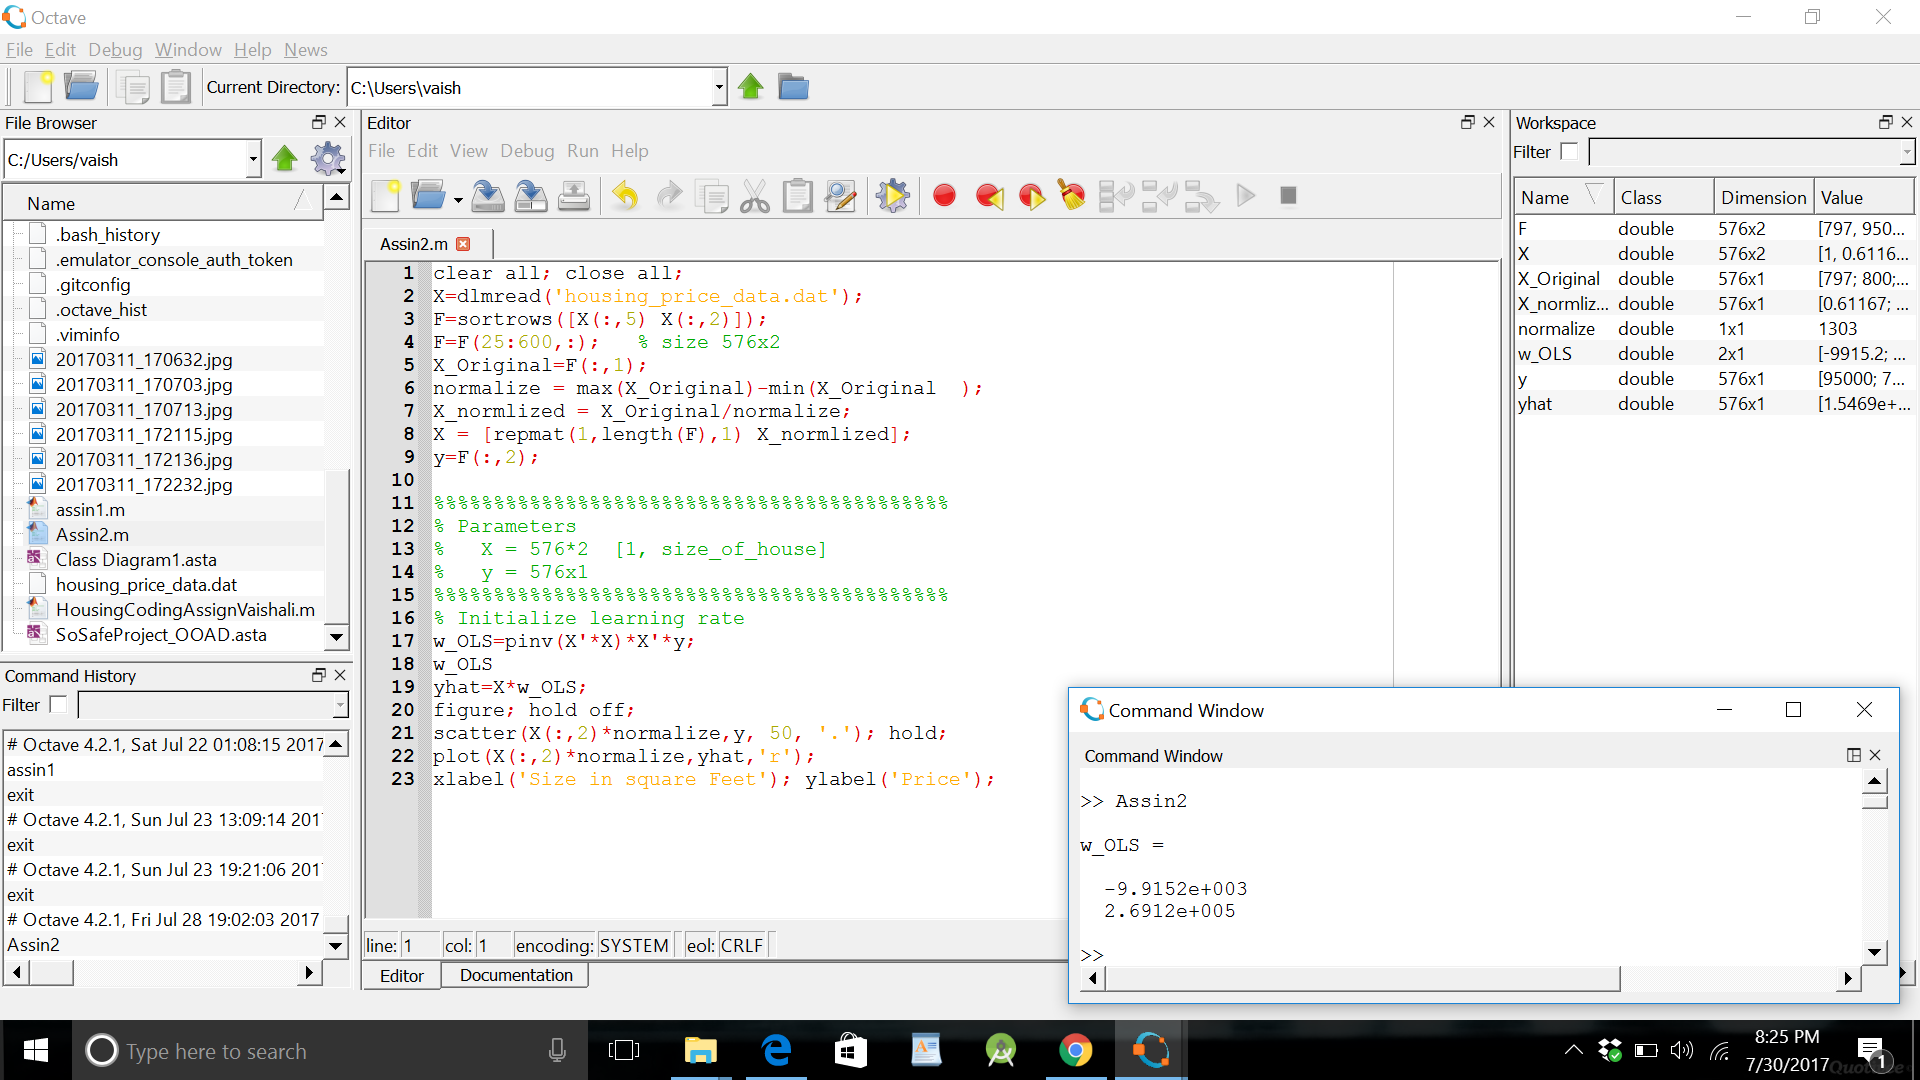 Octave
File Edit Debug Window Help News
Current Directory: C:\Users\vaish
File Browser
C:/Users/vaish
Name
.bash_history
.emulator_console_auth_token
.gitconfig
.octave_hist
.viminfo
20170311_170632.jpg
20170311_170703.jpg
20170311_170713.jpg
20170311_172115.jpg
20170311_172136.jpg
20170311_172232.jpg
assin1.m
Assin2.m
Class Diagram1.asta
housing_price_data.dat
HousingCodingAssignVaishali.m
SoSafeProject_OOAD.asta
Command History
Filter
# Octave 4.2.1, Sat Jul 22 01:08:15 2017
assin1
exit
# Octave 4.2.1, Sun Jul 23 13:09:14 201
exit
# Octave 4.2.1, Sun Jul 23 19:21:06 201
exit
# Octave 4.2.1, Fri Jul 28 19:02:03 2017
Assin2
Editor
File Edit View Debug Run Help
Assin2.m
1 clear all; close all;
2 X=dlmread('housing_price_data.dat');
3 F=sortrows([X(:,5) X(:,2)]);
4 F=F(25:600,:);   % size 576x2
5 X_Original=F(:,1);
6 normalize = max(X_Original)-min(X_Original  );
7 X_normlized = X_Original/normalize;
8 X = [repmat(1,length(F),1) X_normlized];
9 y=F(:,2);
10
11 %%%%%%%%%%%%%%%%%%%%%%%%%%%%%%%%%%%%%%%%%%%
12 % Parameters
13 %   X = 576*2  [1, size_of_house]
14 %   y = 576x1
15 %%%%%%%%%%%%%%%%%%%%%%%%%%%%%%%%%%%%%%%%%%%
16 % Initialize learning rate
17 w_OLS=pinv(X'*X)*X'*y;
18 w_OLS
19 yhat=X*w_OLS;
20 figure; hold off;
21 scatter(X(:,2)*normalize,y, 50, '.'); hold;
22 plot(X(:,2)*normalize,yhat,'r');
23 xlabel('Size in square Feet'); ylabel('Price');
line: 1 col: 1 encoding: SYSTEM eol: CRLF
Editor Documentation
Workspace
Filter
Name Class Dimension Value
F double 576x2 [797, 950...
X double 576x2 [1, 0.6116...
X_Original double 576x1 [797; 800;...
X_normliz... double 576x1 [0.61167; ...
normalize double 1x1 1303
w_OLS double 2x1 [-9915.2; ...
y double 576x1 [95000; 7...
yhat double 576x1 [1.5469e+...
Command Window
Command Window
>> Assin2
w_OLS =
-9.9152e+003
2.6912e+005
>>
Type here to search
8:25 PM
7/30/2017
1